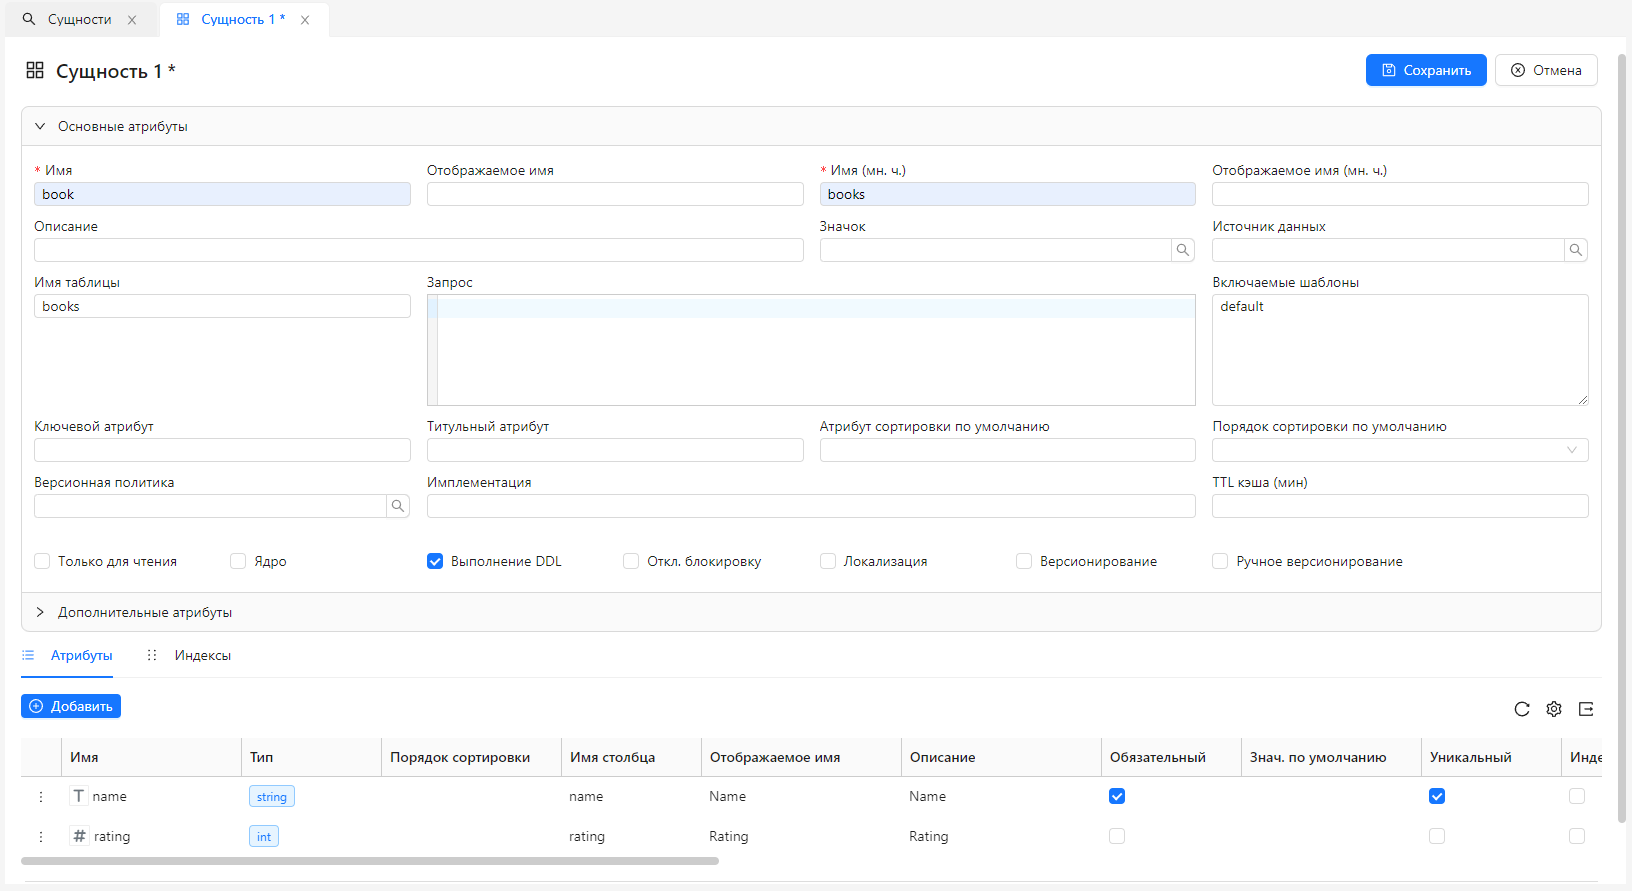 Сущности
Сущность 1 *
Сущность 1 *
Сохранить
Отмена
Основные атрибуты
* Имя
Отображаемое имя
* Имя (мн. ч.)
Отображаемое имя (мн. ч.)
book
books
Описание
Значок
Источник данных
Имя таблицы
Запрос
Включаемые шаблоны
books
default
Ключевой атрибут
Титульный атрибут
Атрибут сортировки по умолчанию
Порядок сортировки по умолчанию
Версионная политика
Имплементация
TTL кэша (мин)
Только для чтения
Ядро
Выполнение DDL
Откл. блокировку
Локализация
Версионирование
Ручное версионирование
Дополнительные атрибуты
Атрибуты
Индексы
Добавить
Имя
Тип
Порядок сортировки
Имя столбца
Отображаемое имя
Описание
Обязательный
Знач. по умолчанию
Уникальный
Инде
name
string
name
Name
Name
rating
int
rating
Rating
Rating